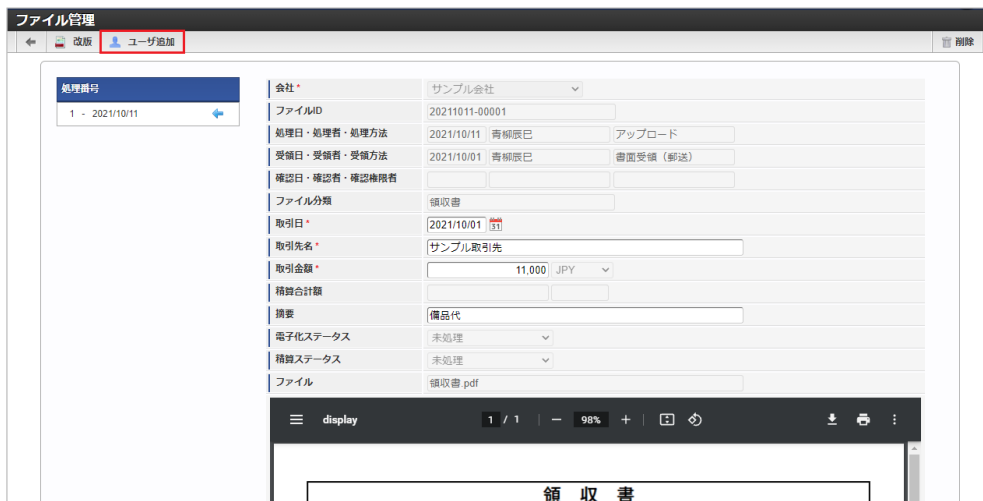 ファイル管理
改版 ユーザ追加 削除
処理番号
1 - 2021/10/11
会社* サンプル会社
ファイルID 20211011-00001
処理日・処理者・処理方法 2021/10/11 青柳辰巳 アップロード
受領日・受領者・受領方法 2021/10/01 青柳辰巳 書面受領（郵送）
確認日・確認者・確認権限者
ファイル分類 領収書
取引日* 2021/10/01 31
取引先名* サンプル取引先
取引金額* 11,000 JPY
積算合計額
摘要 備品代
電子化ステータス 未処理
積算ステータス 未処理
ファイル 領収書.pdf
display 1 / 1 98%
領 収 書